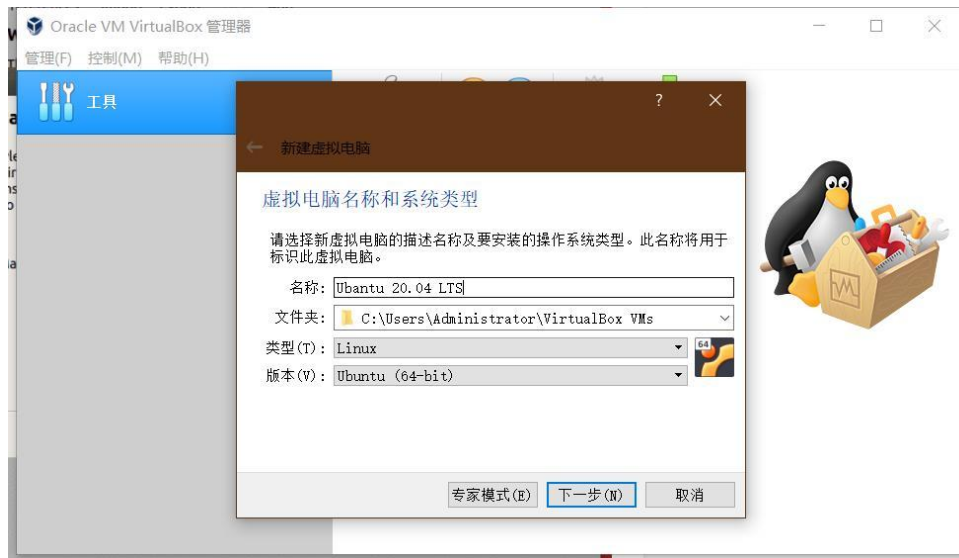 Oracle VM VirtualBox 管理器
管理(F) 控制(M) 帮助(H)
工具
?
新建虚拟电脑
虚拟电脑名称和系统类型
请选择新虚拟电脑的描述名称及要安装的操作系统类型。此名称将用于
标识此虚拟电脑。
名称: Ubantu 20.04 LTS
文件夹: C:\Users\Administrator\VirtualBox VMs
类型(T): Linux
64
版本(V): Ubuntu (64-bit)
专家模式(E) 下一步(N) 取消